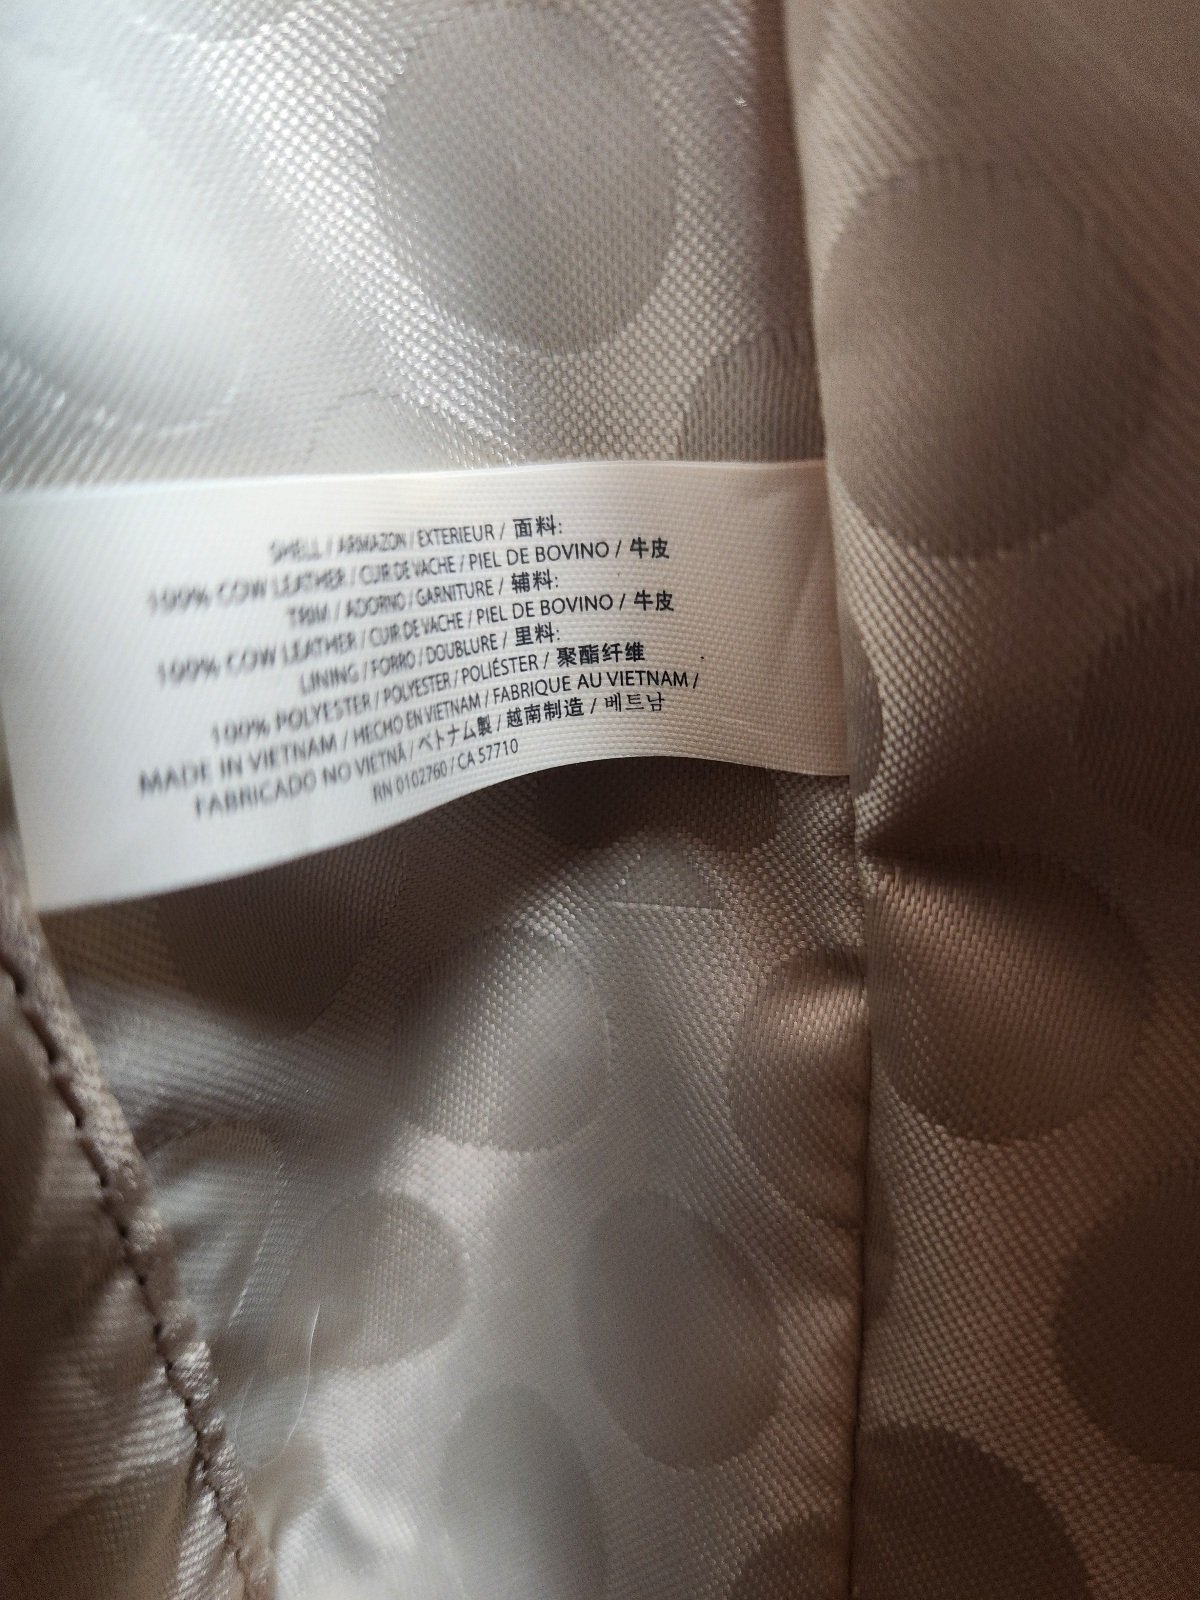 SHELL / ARMAZON / EXTERIEUR / 面料:
100% COW LEATHER / CUIR DE VACHE / PIEL DE BOVINO / 牛皮
TRIM / ADORNO / GARNITURE / 辅料:
100% COW LEATHER / CUIR DE VACHE / PIEL DE BOVINO / 牛皮
LINING / FORRO / DOUBLURE / 里料:
100% POLYESTER / POLYESTER / POLIÉSTER / 聚酯纤维
MADE IN VIETNAM / HECHO EN VIETNAM / FABRIQUE AU VIETNAM /
FABRICADO NO VIETNÃ / ベトナム製 / 越南制造 / 베트남
RN 0102760 / CA 57710